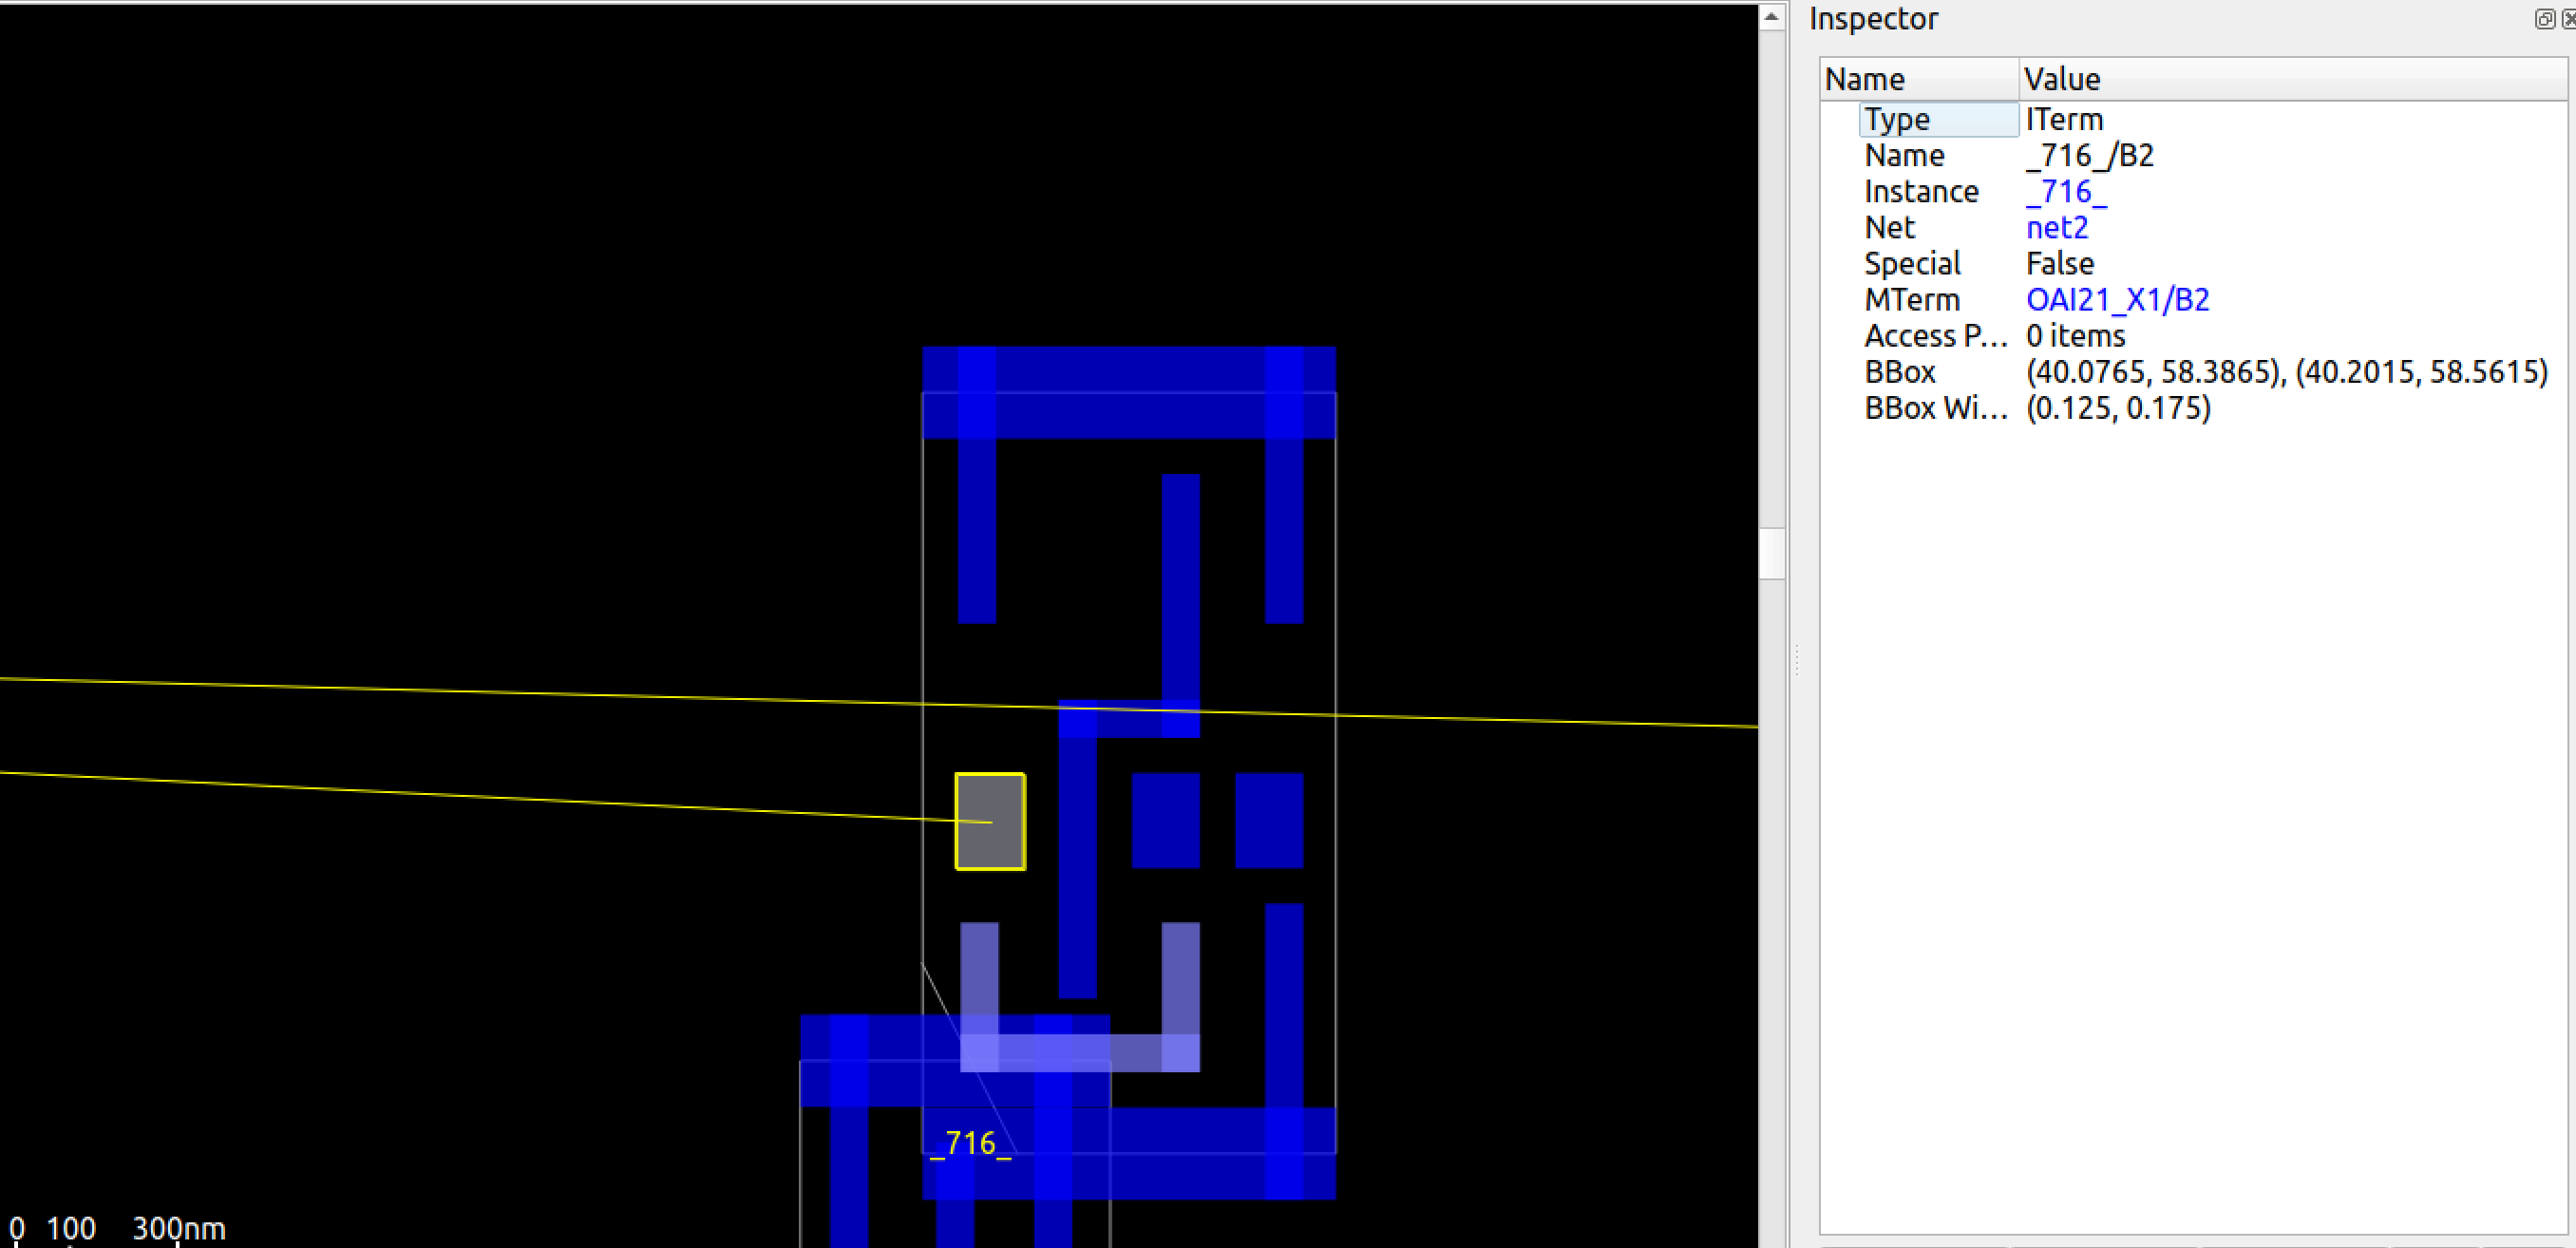 Inspector
Name Value
Type ITerm
Name _716_/B2
Instance _716_
Net net2
Special False
MTerm OAI21_X1/B2
Access P... 0 items
BBox (40.0765, 58.3865), (40.2015, 58.5615)
BBox Wi... (0.125, 0.175)
_716_
0 100 300nm